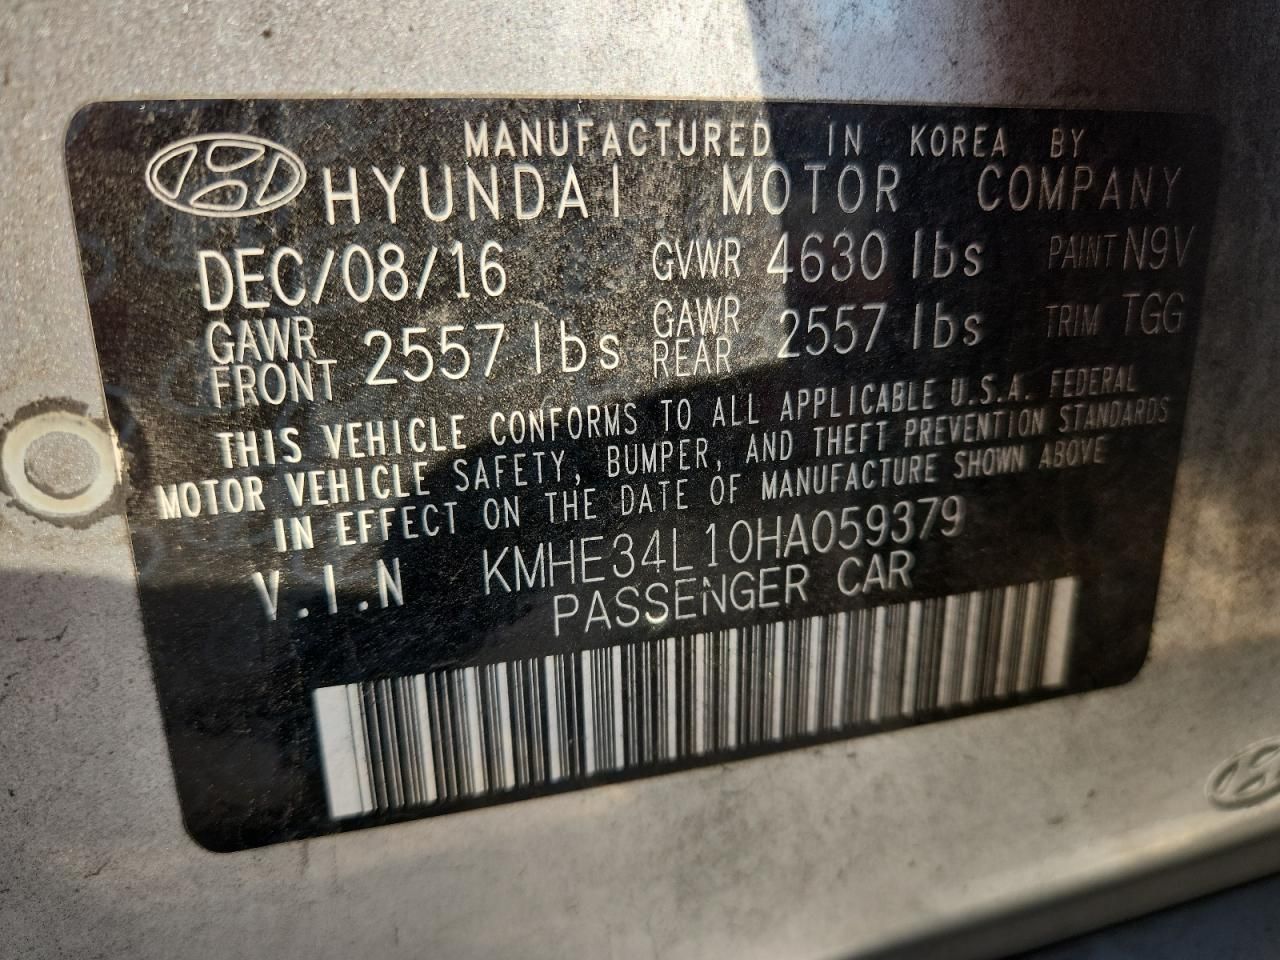 MANUFACTURED IN KOREA BY
HYUNDAI MOTOR COMPANY
DEC/08/16 GVWR 4630 lbs PAINT N9V
GAWR FRONT 2557 lbs GAWR REAR 2557 lbs TRIM TGG
THIS VEHICLE CONFORMS TO ALL APPLICABLE U.S.A. FEDERAL
MOTOR VEHICLE SAFETY, BUMPER, AND THEFT PREVENTION STANDARDS
IN EFFECT ON THE DATE OF MANUFACTURE SHOWN ABOVE
V.I.N KMHE34L10HA059379
PASSENGER CAR